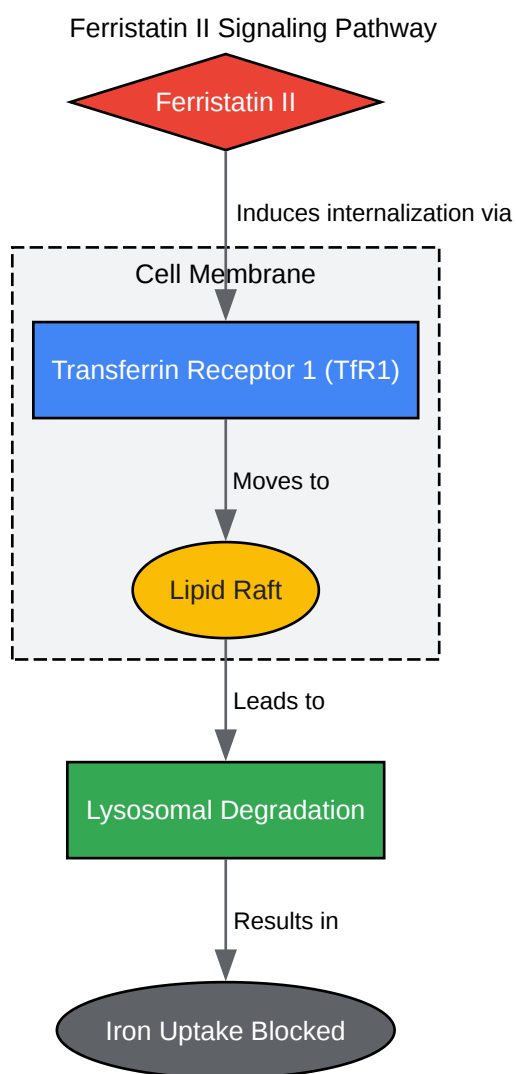 Ferristatin II Signaling Pathway
Ferristatin II
Induces internalization via
Cell Membrane
Transferrin Receptor 1 (TfR1)
Moves to
Lipid Raft
Leads to
Lysosomal Degradation
Results in
Iron Uptake Blocked